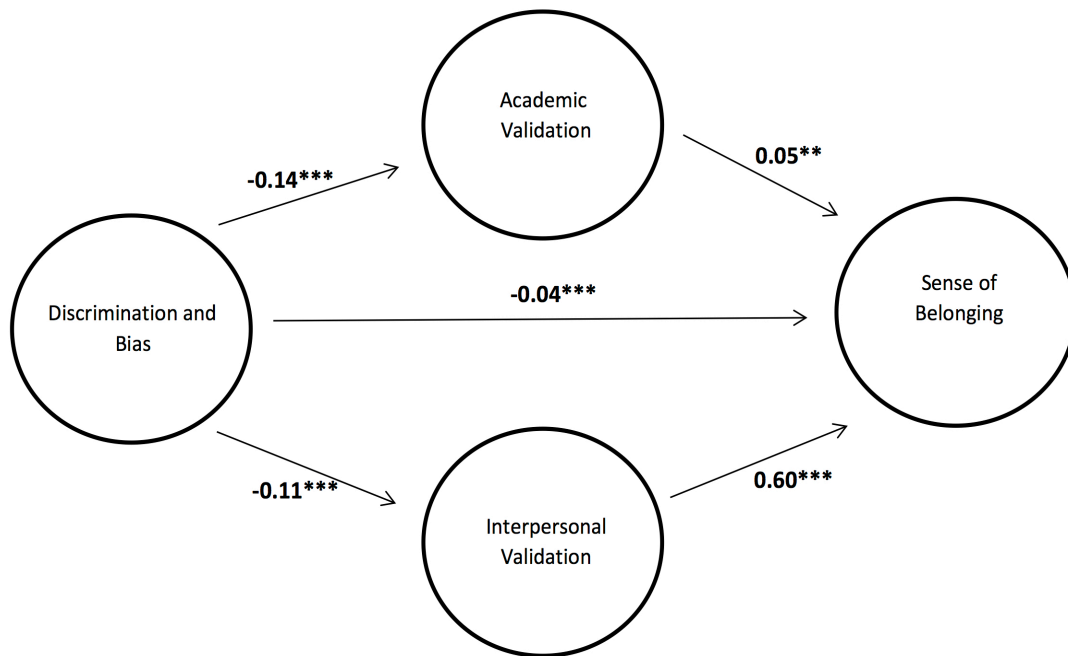 Academic
Validation
0.05**
-0.14***
Sense of
Belonging
-0.04***
Discrimination and
Bias
-0.11***
0.60***
Interpersonal
Validation